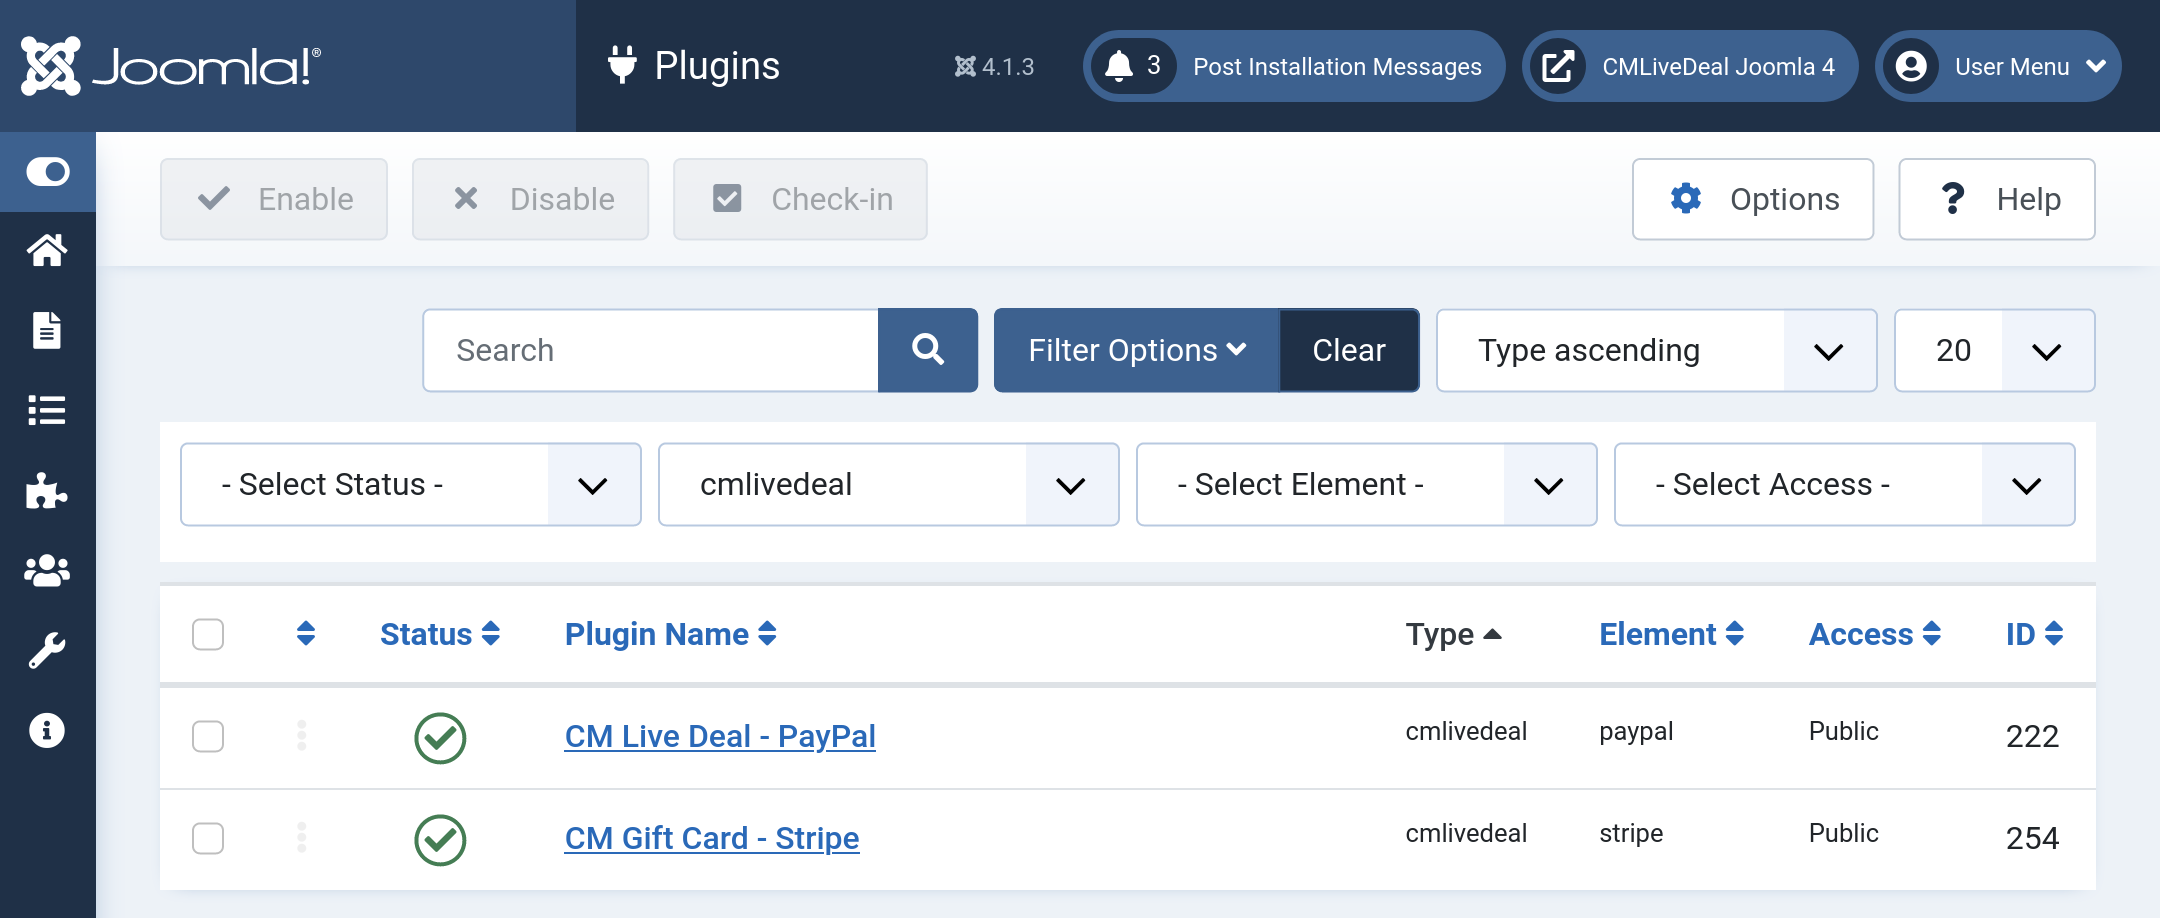 Joomla!® Plugins 4.1.3 3 Post Installation Messages CMLiveDeal Joomla 4 User Menu
Enable Disable Check-in Options Help
Search Filter Options Clear Type ascending 20
- Select Status - cmlivedeal - Select Element - - Select Access -
Status Plugin Name Type Element Access ID
CM Live Deal - PayPal cmlivedeal paypal Public 222
CM Gift Card - Stripe cmlivedeal stripe Public 254